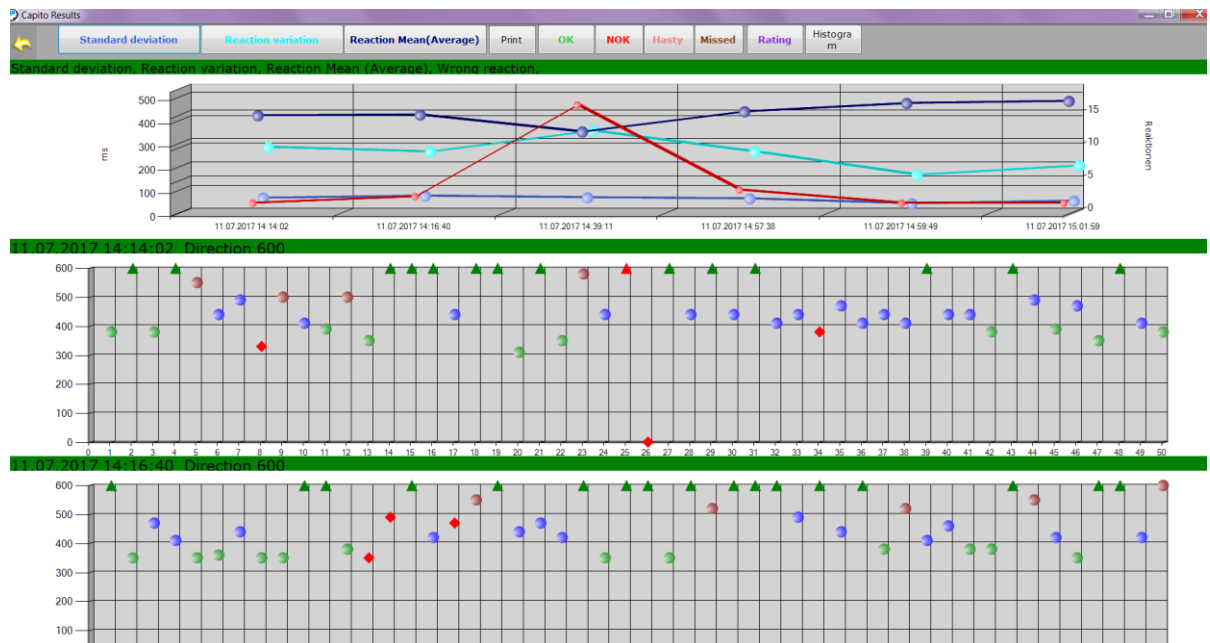 Capito Results
Standard deviation Reaction variation Reaction Mean(Average) Print OK NOK Hasty Missed Rating Histogra
m
Standard deviation, Reaction variation, Reaction Mean (Average), Wrong reaction,
500
400
300
200
100
0
ms
15
10
5
0
Reaktionen
11.07.2017 14:14:02 11.07.2017 14:16:40 11.07.2017 14:39:11 11.07.2017 14:57:38 11.07.2017 14:59:49 11.07.2017 15:01:59
11.07.2017 14:14:02 Direction 600
600
500
400
300
200
100
0
0 1 2 3 4 5 6 7 8 9 10 11 12 13 14 15 16 17 18 19 20 21 22 23 24 25 26 27 28 29 30 31 32 33 34 35 36 37 38 39 40 41 42 43 44 45 46 47 48 49 50
11.07.2017 14:16:40 Direction 600
600
500
400
300
200
100